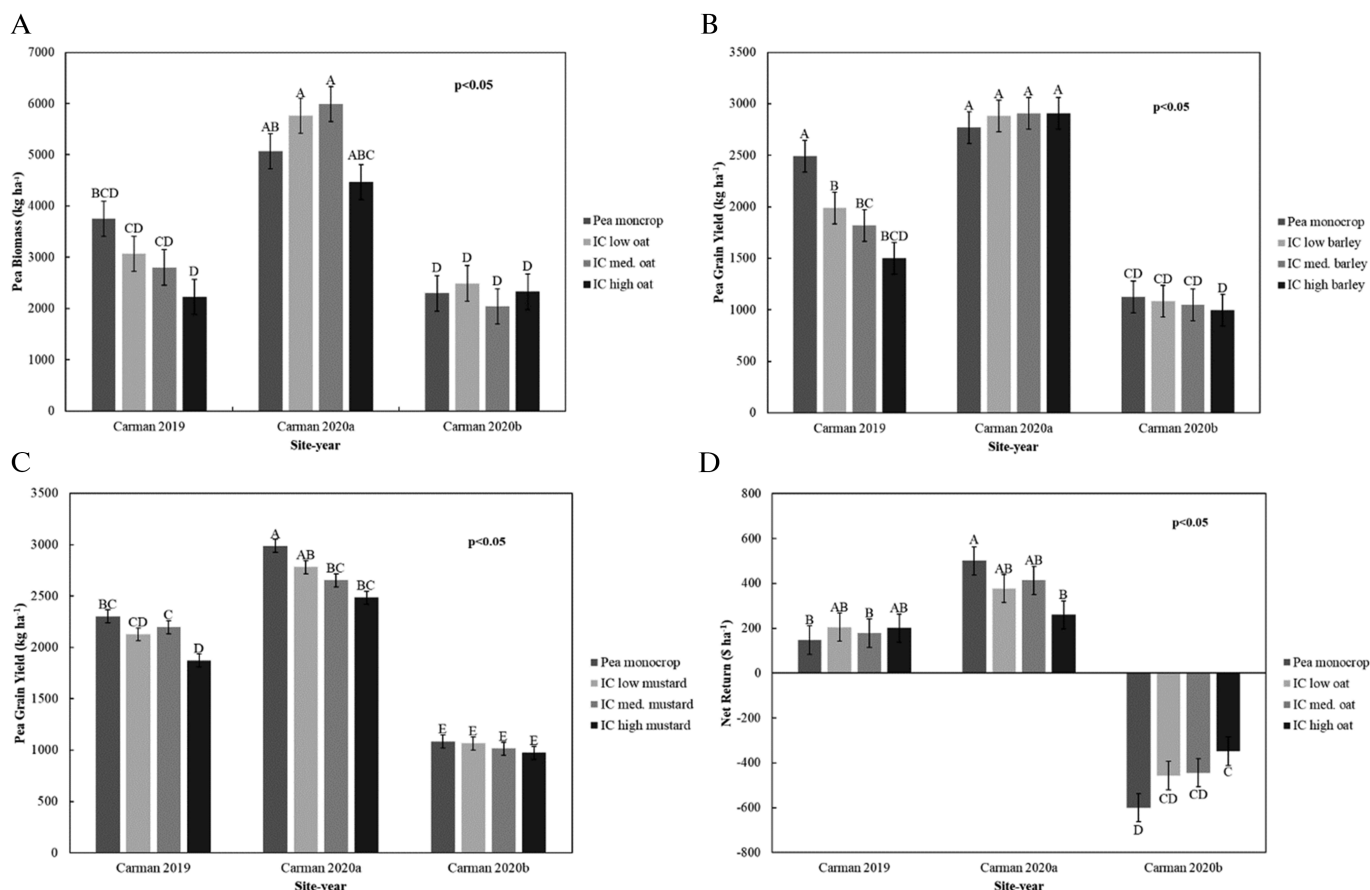 A
7000
6000
5000
4000
3000
2000
1000
0
Pea Biomass (kg ha-1)
BCD CD CD D
AB A A ABC
D D D D
p<0.05
Carman 2019 Carman 2020a Carman 2020b
Site-year
Pea moncrop
IC low oat
IC med. oat
IC high oat
B
3500
3000
2500
2000
1500
1000
500
0
Pea Grain Yield (kg ha-1)
A B BC BCD
A A A A
CD CD CD D
p<0.05
Carman 2019 Carman 2020a Carman 2020b
Site-year
Pea monocrop
IC low barley
IC med. barley
IC high barley
C
3500
3000
2500
2000
1500
1000
500
0
Pea Grain Yield (kg ha-1)
BC CD C D
A AB BC BC
E E E E
p<0.05
Carman 2019 Carman 2020a Carman 2020b
Site-year
Pea monocrop
IC low mustard
IC med. mustard
IC high mustard
D
800
600
400
200
0
-200
-400
-600
-800
Net Return ($ ha-1)
B AB B AB
A AB AB B
D CD CD C
p<0.05
Carman 2019 Carman 2020a Carman 2020b
Site-year
Pea monocrop
IC low oat
IC med. oat
IC high oat